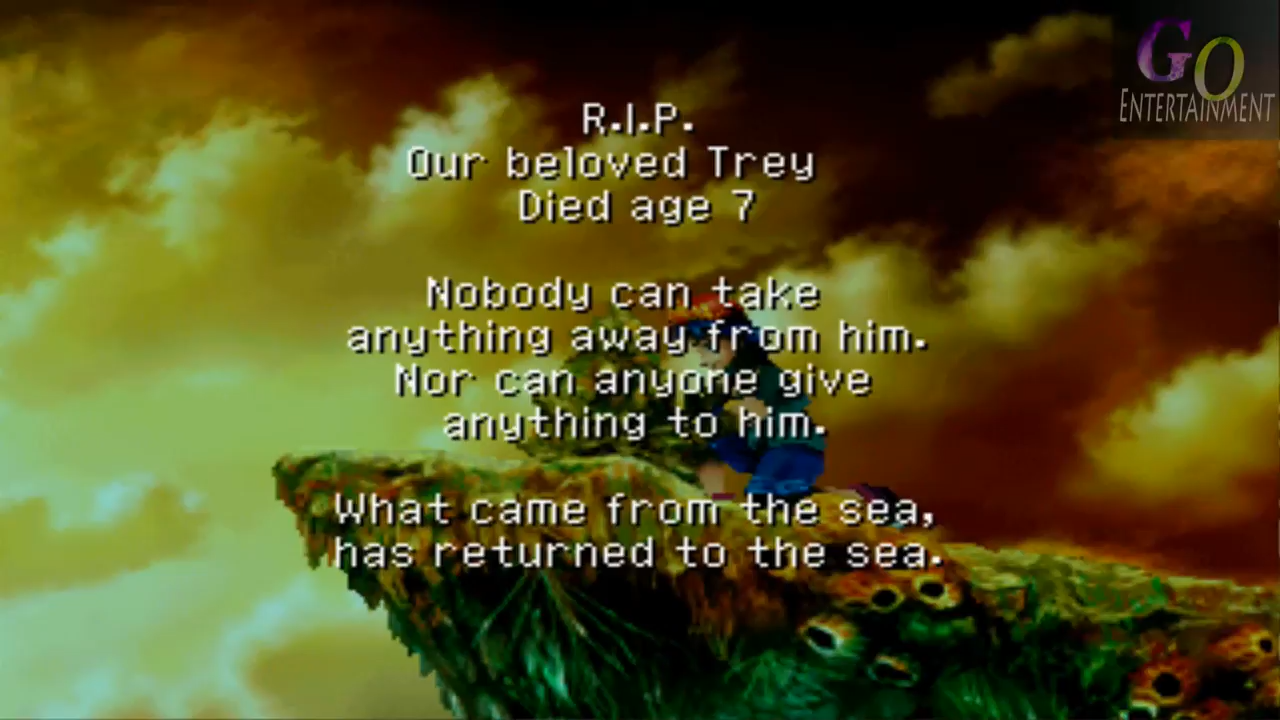 GO
ENTERTAINMENT
R.I.P.
Our beloved Trey
Died age 7
Nobody can take
anything away from him.
Nor can anyone give
anything to him.
What came from the sea,
has returned to the sea.